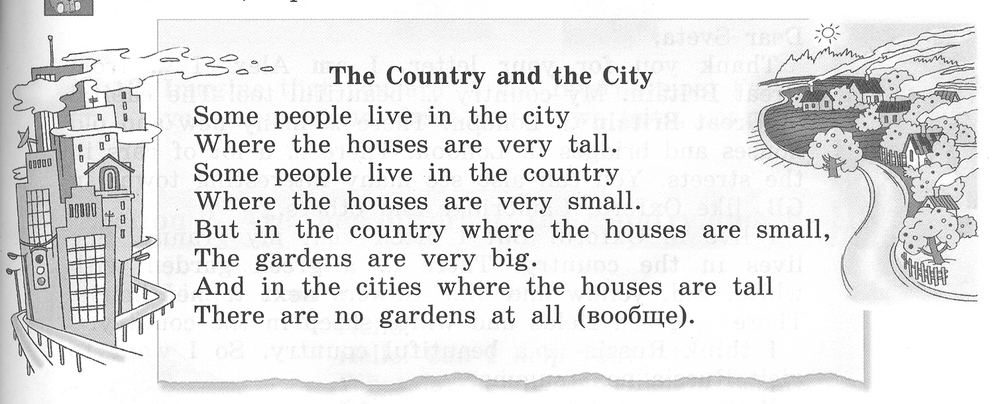 The Country and the City
Some people live in the city
Where the houses are very tall
Some people live in the country
Where the houses are very small.
But in the country where the houses are small,
The gardens are very big.
And in the cities where the houses are tall
There are no gardens at all (вообще).